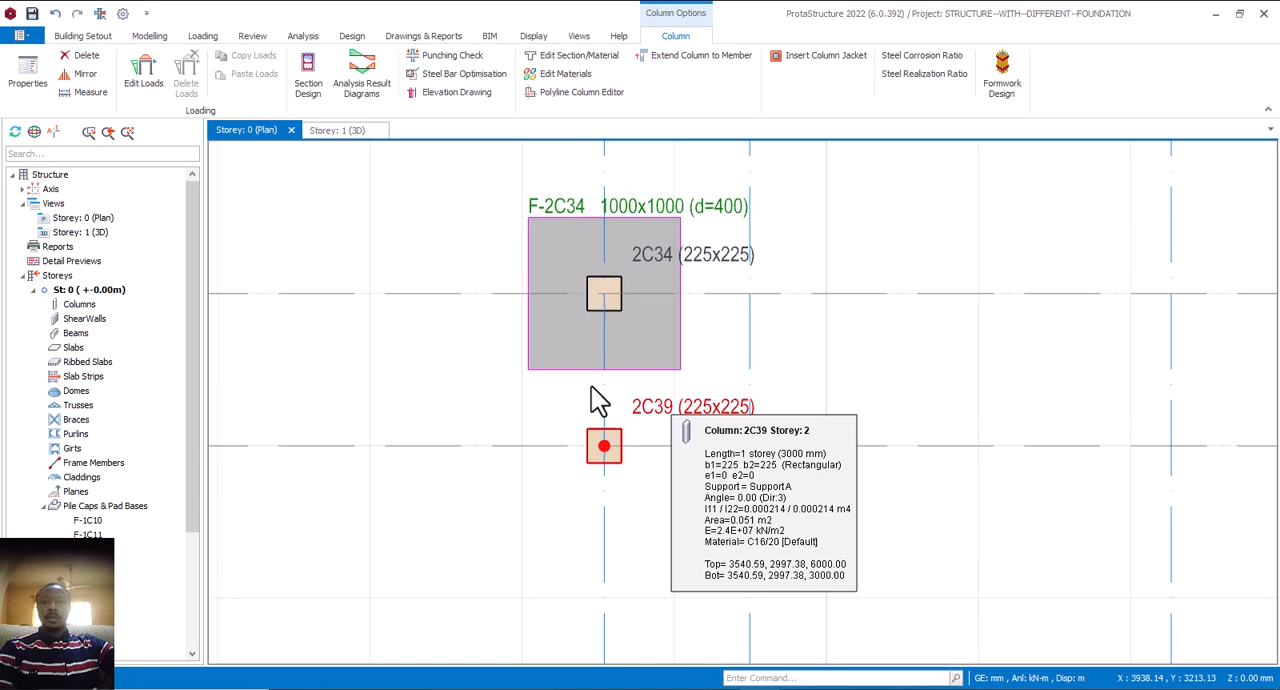 Column Options
ProtaStructure 2022 (6.0.392) / Project: STRUCTURE--WITH--DIFFERENT--FOUNDATION
Building Setout
Modelling
Loading
Review
Analysis
Design
Drawings & Reports
BIM
Display
Views
Help
Column
Properties
Delete
Mirror
Measure
Edit Loads
Delete Loads
Copy Loads
Paste Loads
Loading
Section Design
Analysis Result Diagrams
Punching Check
Steel Bar Optimisation
Elevation Drawing
Edit Section/Material
Edit Materials
Polyline Column Editor
Extend Column to Member
Insert Column Jacket
Steel Corrosion Ratio
Steel Realization Ratio
Formwork Design
Storey: 0 (Plan)
Storey: 1 (3D)
Search...
Structure
Axis
Views
Storey: 0 (Plan)
Storey: 1 (3D)
Reports
Detail Previews
Storeys
St: 0 ( +-0.00m)
Columns
ShearWalls
Beams
Slabs
Ribbed Slabs
Slab Strips
Domes
Trusses
Braces
Purlins
Girts
Frame Members
Claddings
Planes
Pile Caps & Pad Bases
F-1C10
F-1C11
F-2C34 1000x1000 (d=400)
2C34 (225x225)
2C39 (225x225)
Column: 2C39 Storey: 2
Length=1 storey (3000 mm)
b1=225 b2=225 (Rectangular)
e1=0 e2=0
Support = SupportA
Angle= 0.00 (Dir:3)
I11 / I22=0.000214 / 0.000214 m4
Area=0.051 m2
E=2.4E+07 kN/m2
Material= C16/20 [Default]
Top= 3540.59, 2997.38, 6000.00
Bot= 3540.59, 2997.38, 3000.00
Enter Command...
GE: mm , Anl: kN-m , Disp: m
X : 3938.14 , Y : 3213.13
Z : 0.00 mm